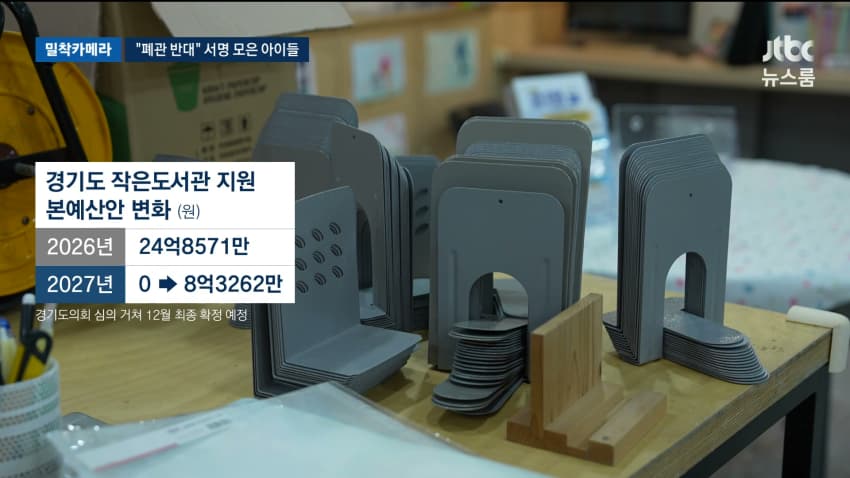 밀착카메라 "폐관 반대" 서명 모은 아이들
jtbc
뉴스룸
경기도 작은도서관 지원
본예산안 변화 (원)
2026년 24억8571만
2027년 0 ➡ 8억3262만
경기도의회 심의 거쳐 12월 최종 확정 예정